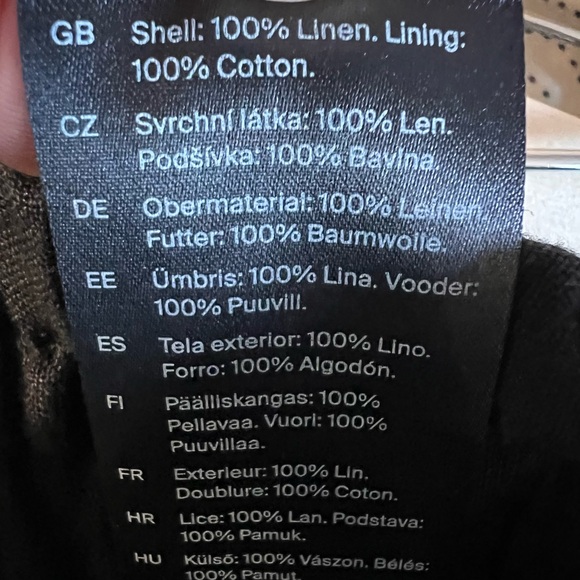 GB Shell: 100% Linen. Lining:
100% Cotton.
CZ Svrchní látka: 100% Len.
Podšívka: 100% Bavlna.
DE Obermaterial: 100% Leinen.
Futter: 100% Baumwolle.
EE Ümbris: 100% Lina. Vooder:
100% Puuvill.
ES Tela exterior: 100% Lino.
Forro: 100% Algodón.
FI Päälliskangas: 100%
Pellavaa. Vuori: 100%
Puuvillaa.
FR Exterieur: 100% Lin.
Doublure: 100% Coton.
HR Lice: 100% Lan. Podstava:
100% Pamuk.
HU Külső: 100% Vászon. Bélés:
100% Pamut.